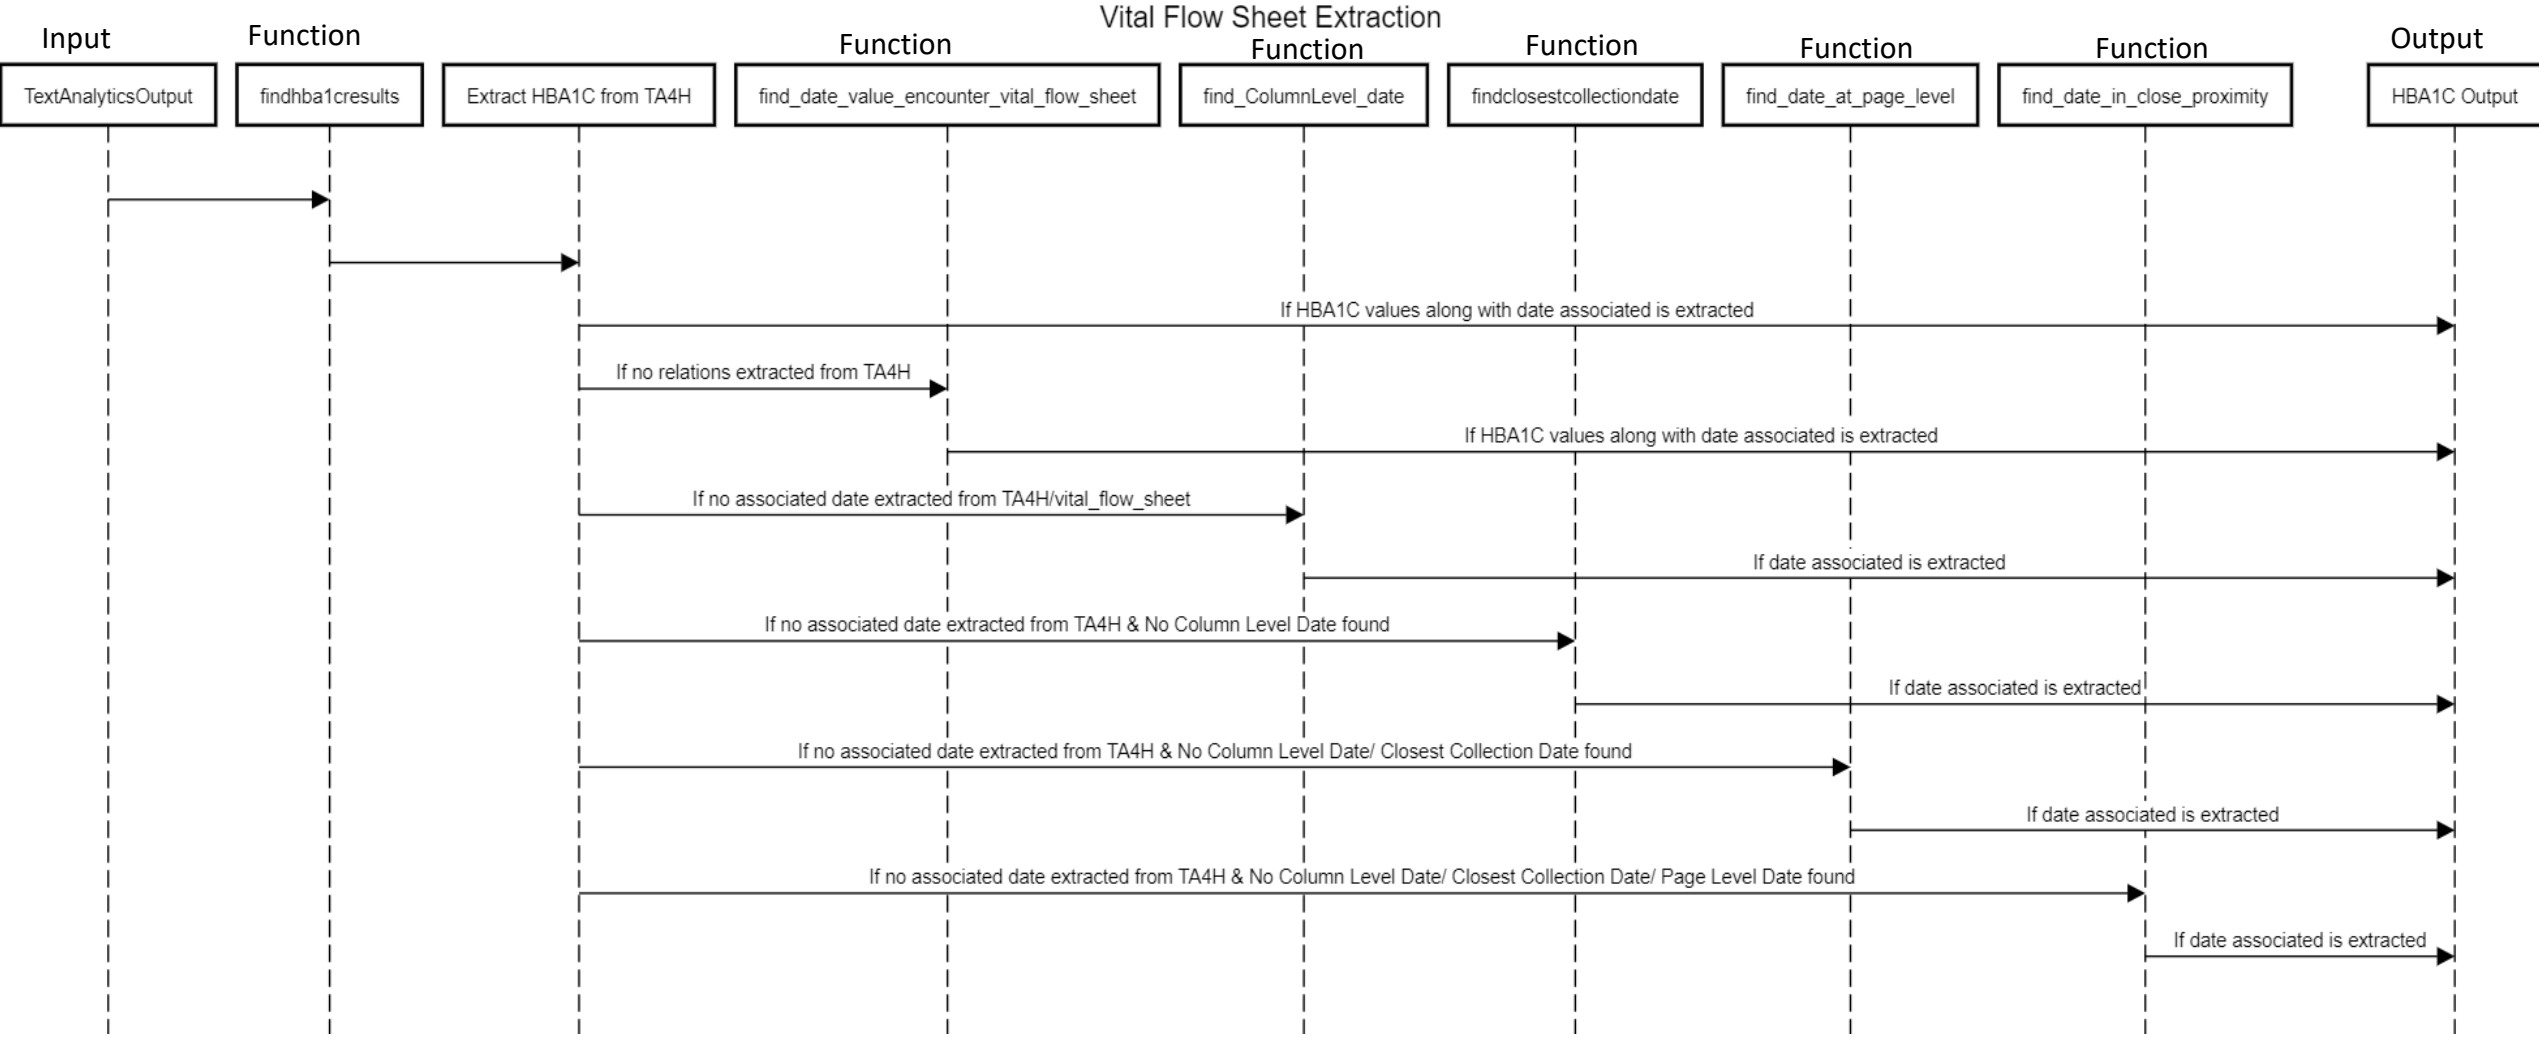 Vital Flow Sheet Extraction
Input
Function
Function
Function
Function
Function
Function
Output
TextAnalyticsOutput
findhba1cresults
Extract HBA1C from TA4H
find_date_value_encounter_vital_flow_sheet
find_ColumnLevel_date
findclosestcollectiondate
find_date_at_page_level
find_date_in_close_proximity
HBA1C Output
If HBA1C values along with date associated is extracted
If no relations extracted from TA4H
If HBA1C values along with date associated is extracted
If no associated date extracted from TA4H/vital_flow_sheet
If date associated is extracted
If no associated date extracted from TA4H & No Column Level Date found
If date associated is extracted
If no associated date extracted from TA4H & No Column Level Date/ Closest Collection Date found
If date associated is extracted
If no associated date extracted from TA4H & No Column Level Date/ Closest Collection Date/ Page Level Date found
If date associated is extracted